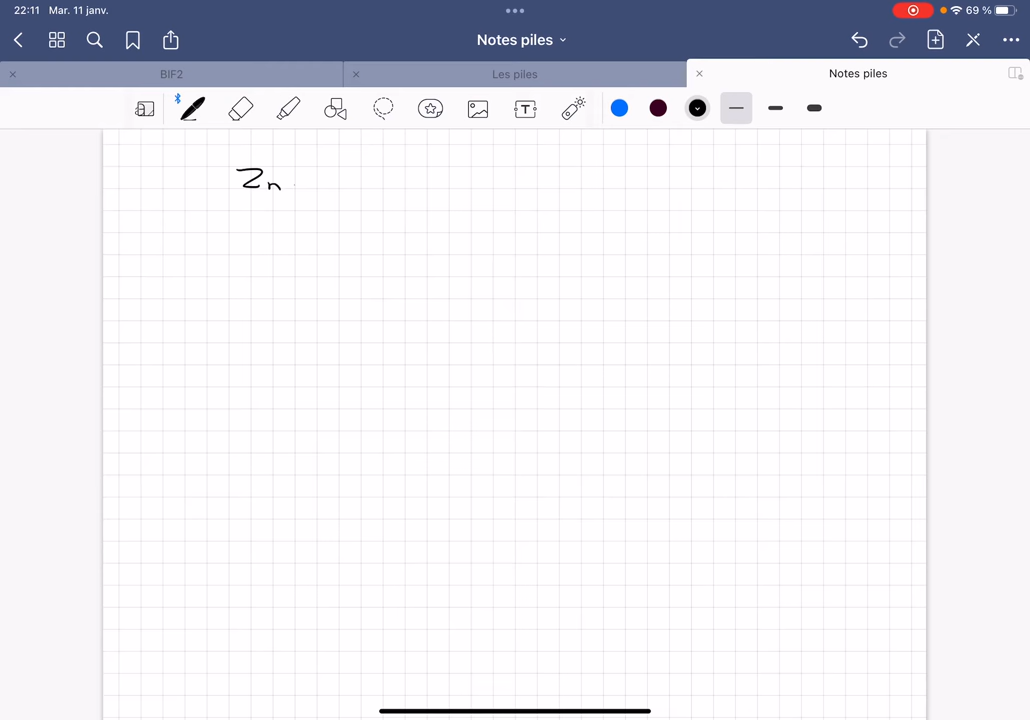 22:11 Mar. 11 janv. 69 %
Notes piles
BIF2 Les piles Notes piles
T
Zn